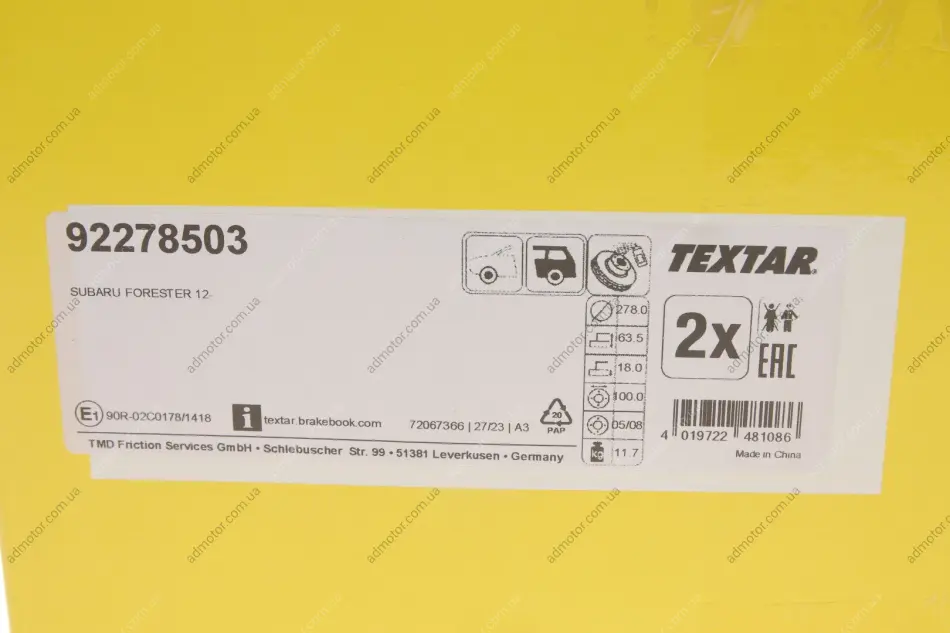 92278503
SUBARU FORESTER 12-
TEXTAR
278.0
63.5
18.0
100.0
05/08
kg 11.7
2x
EAC
E1 90R-02C0178/1418
i textar.brakebook.com
72067366 | 27/23 | A3
20
PAP
4 019722 481086
Made in China
TMD Friction Services GmbH • Schlebuscher Str. 99 • 51381 Leverkusen • Germany
admotor.com.ua